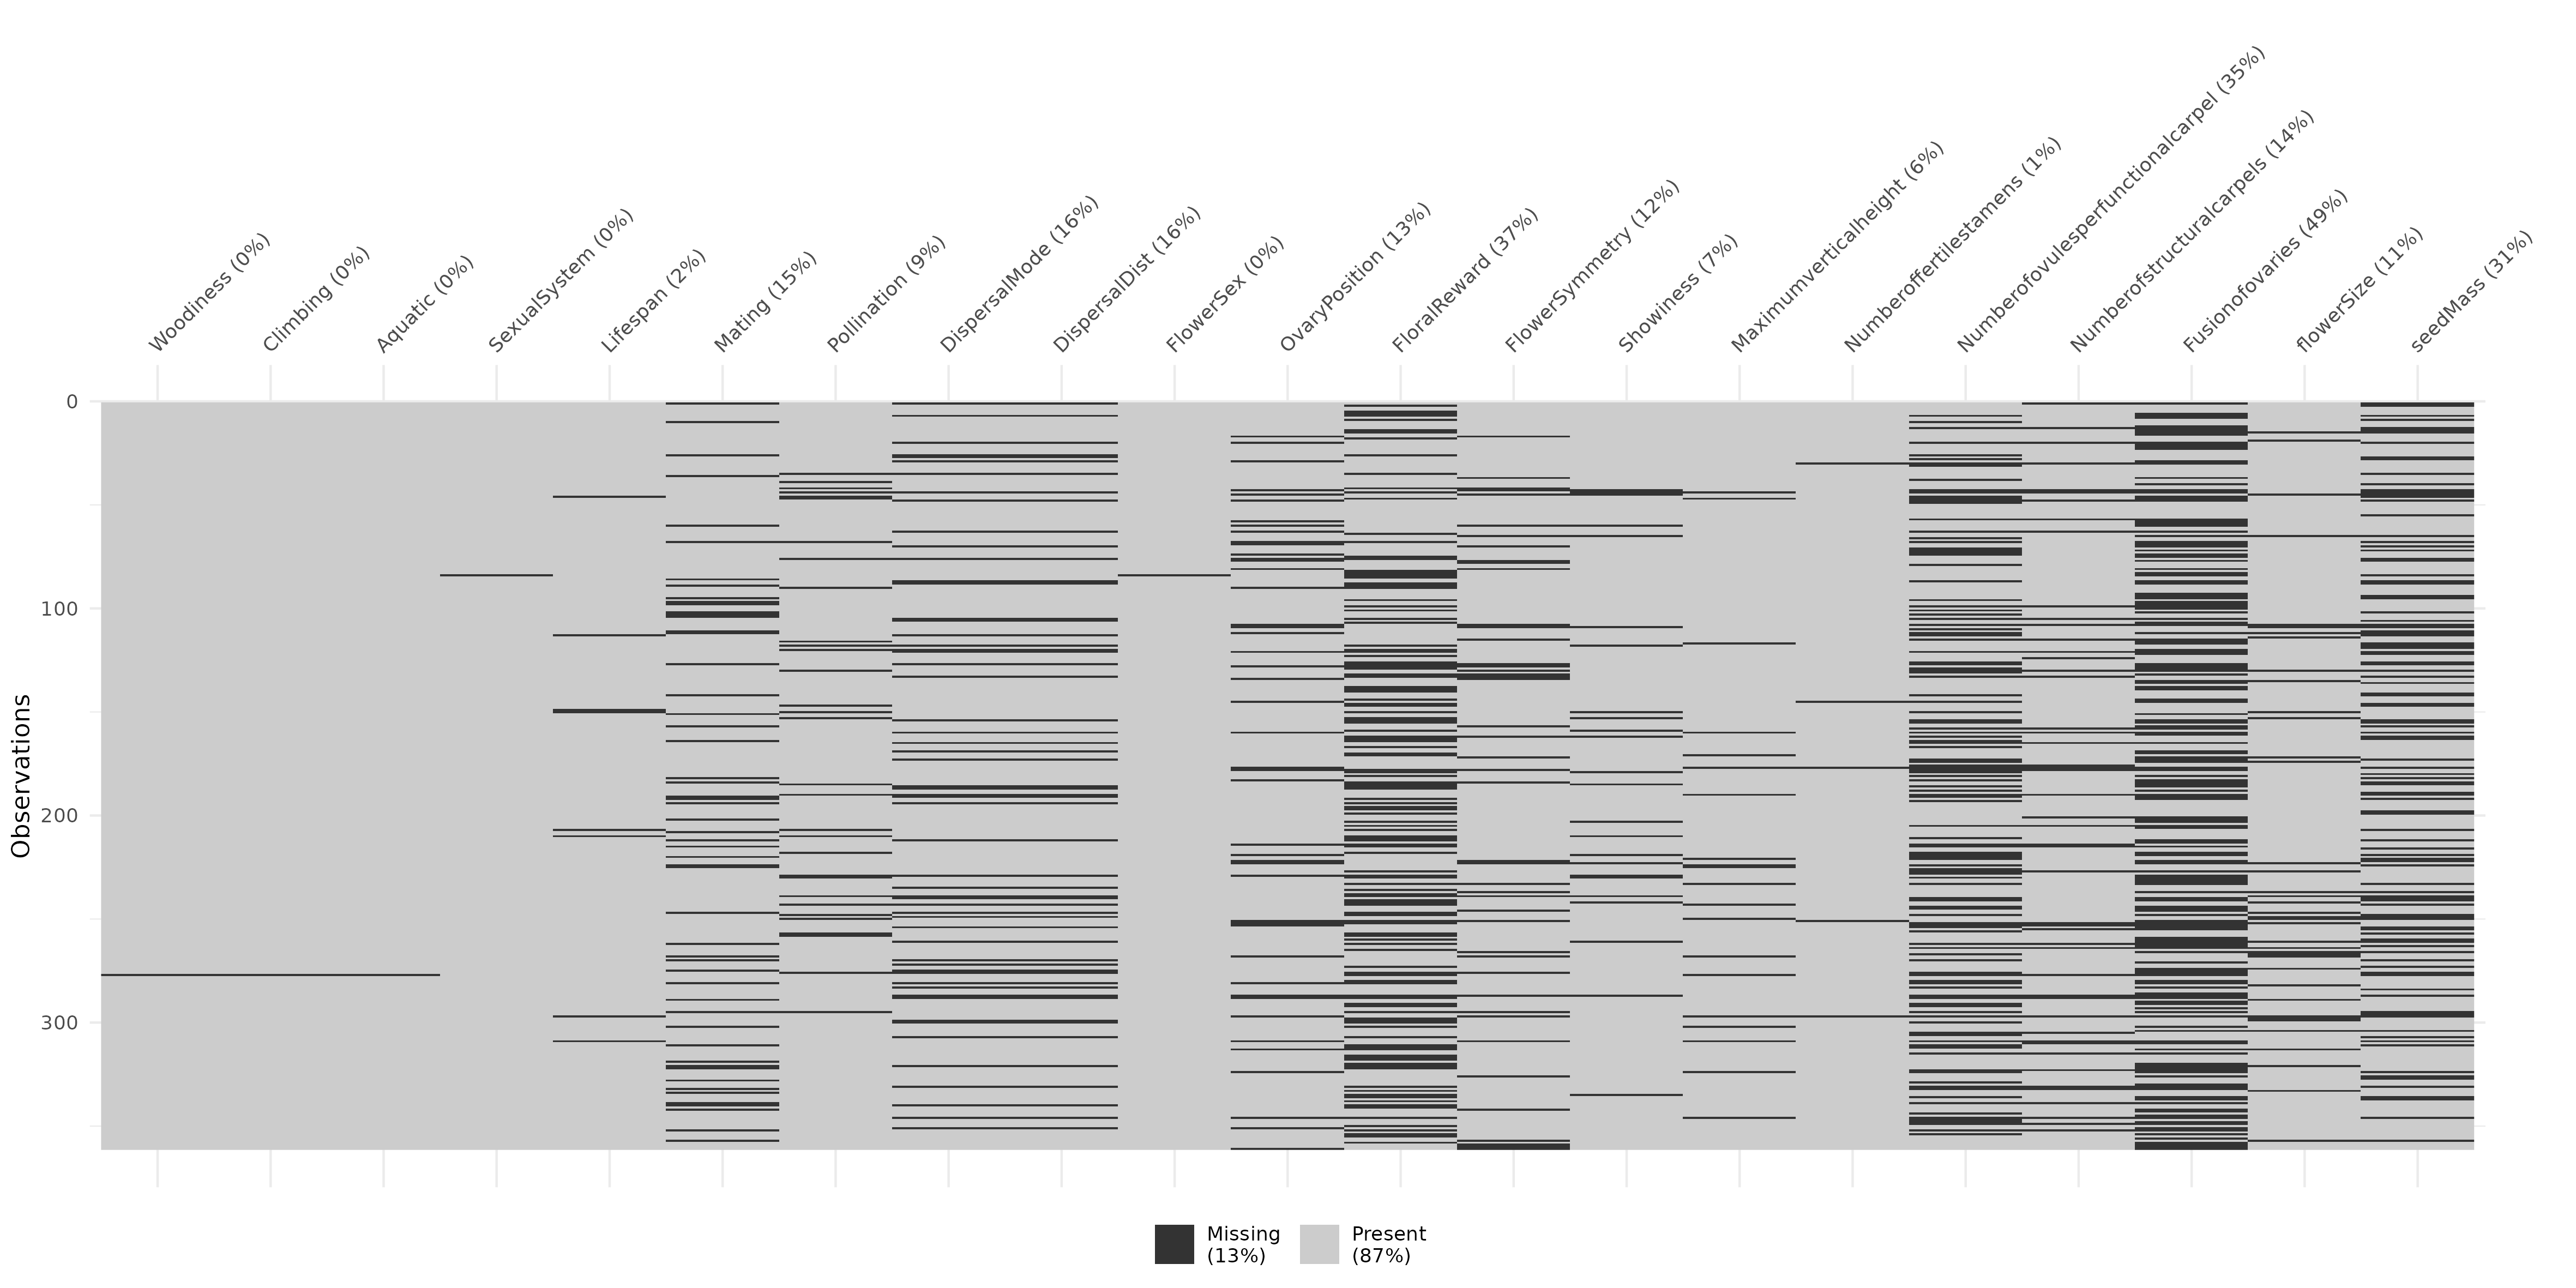 Woodiness (0%)
Climbing (0%)
Aquatic (0%)
SexualSystem (0%)
Lifespan (2%)
Mating (15%)
Pollination (9%)
DispersalMode (16%)
DispersalDist (16%)
FlowerSex (0%)
OvaryPosition (13%)
FloralReward (37%)
FlowerSymmetry (12%)
Showiness (7%)
Maximumverticalheight (6%)
Numberoffertilestamens (1%)
Numberofovulesperfunctionalcarpel (35%)
Numberofstructuralcarpels (14%)
Fusionofovaries (49%)
flowerSize (11%)
seedMass (31%)
0
100
200
300
Observations
Missing
(13%)
Present
(87%)